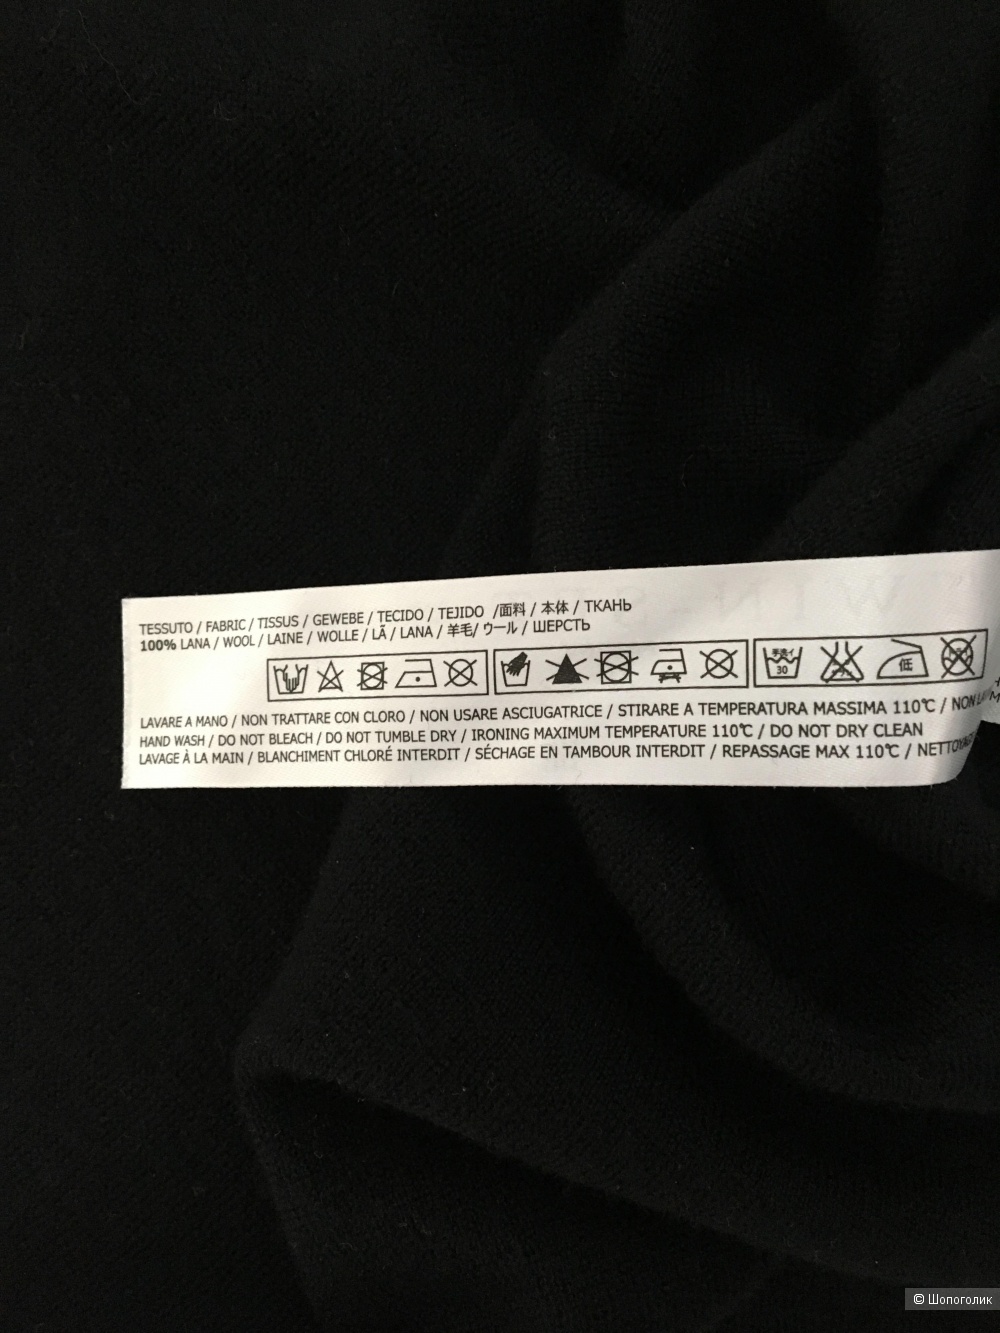 TESSUTO / FABRIC / TISSUS / GEWEBE / TECIDO / TEJIDO /面料 / 本体 / ТКАНЬ
100% LANA / WOOL / LAINE / WOLLE / LÃ / LANA / 羊毛/ ウール / ШЕРСТЬ
手洗イ
30
低
LAVARE A MANO / NON TRATTARE CON CLORO / NON USARE ASCIUGATRICE / STIRARE A TEMPERATURA MASSIMA 110℃ / NON
HAND WASH / DO NOT BLEACH / DO NOT TUMBLE DRY / IRONING MAXIMUM TEMPERATURE 110℃ / DO NOT DRY CLEAN
LAVAGE À LA MAIN / BLANCHIMENT CHLORÉ INTERDIT / SÉCHAGE EN TAMBOUR INTERDIT / REPASSAGE MAX 110℃ /
© Шопоголик